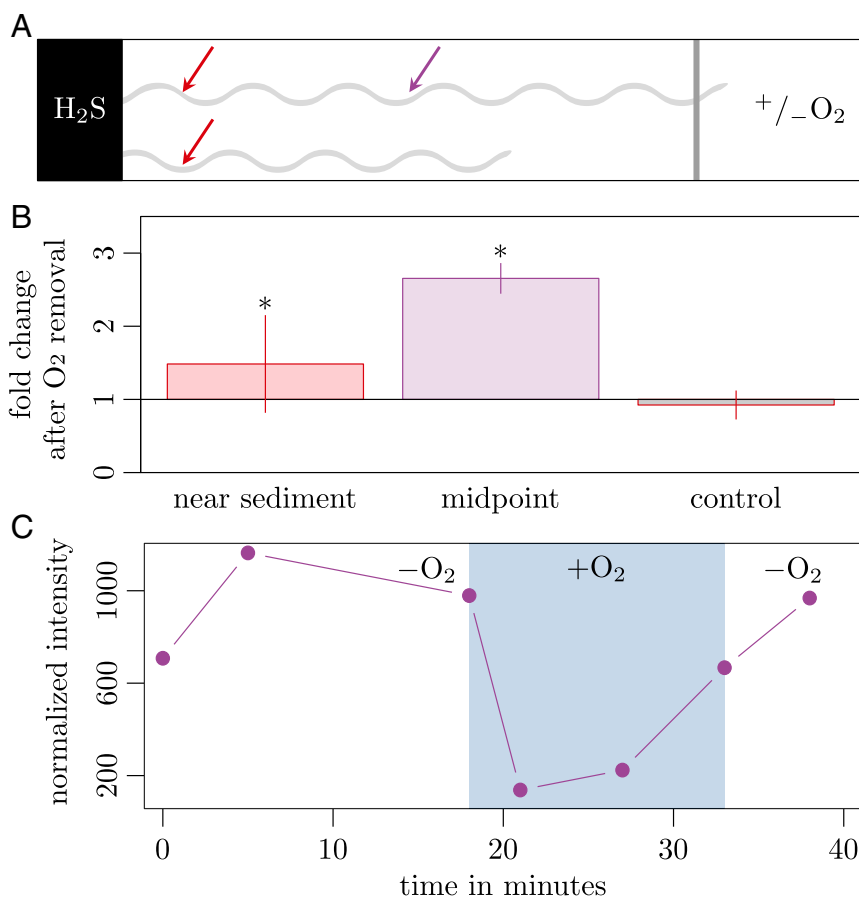 A
H₂S
⁺/₋O₂
B
fold change
after O₂ removal
0
1
2
3
*
*
near sediment
midpoint
control
C
normalized intensity
200
600
1000
−O₂
+O₂
−O₂
0
10
20
30
40
time in minutes